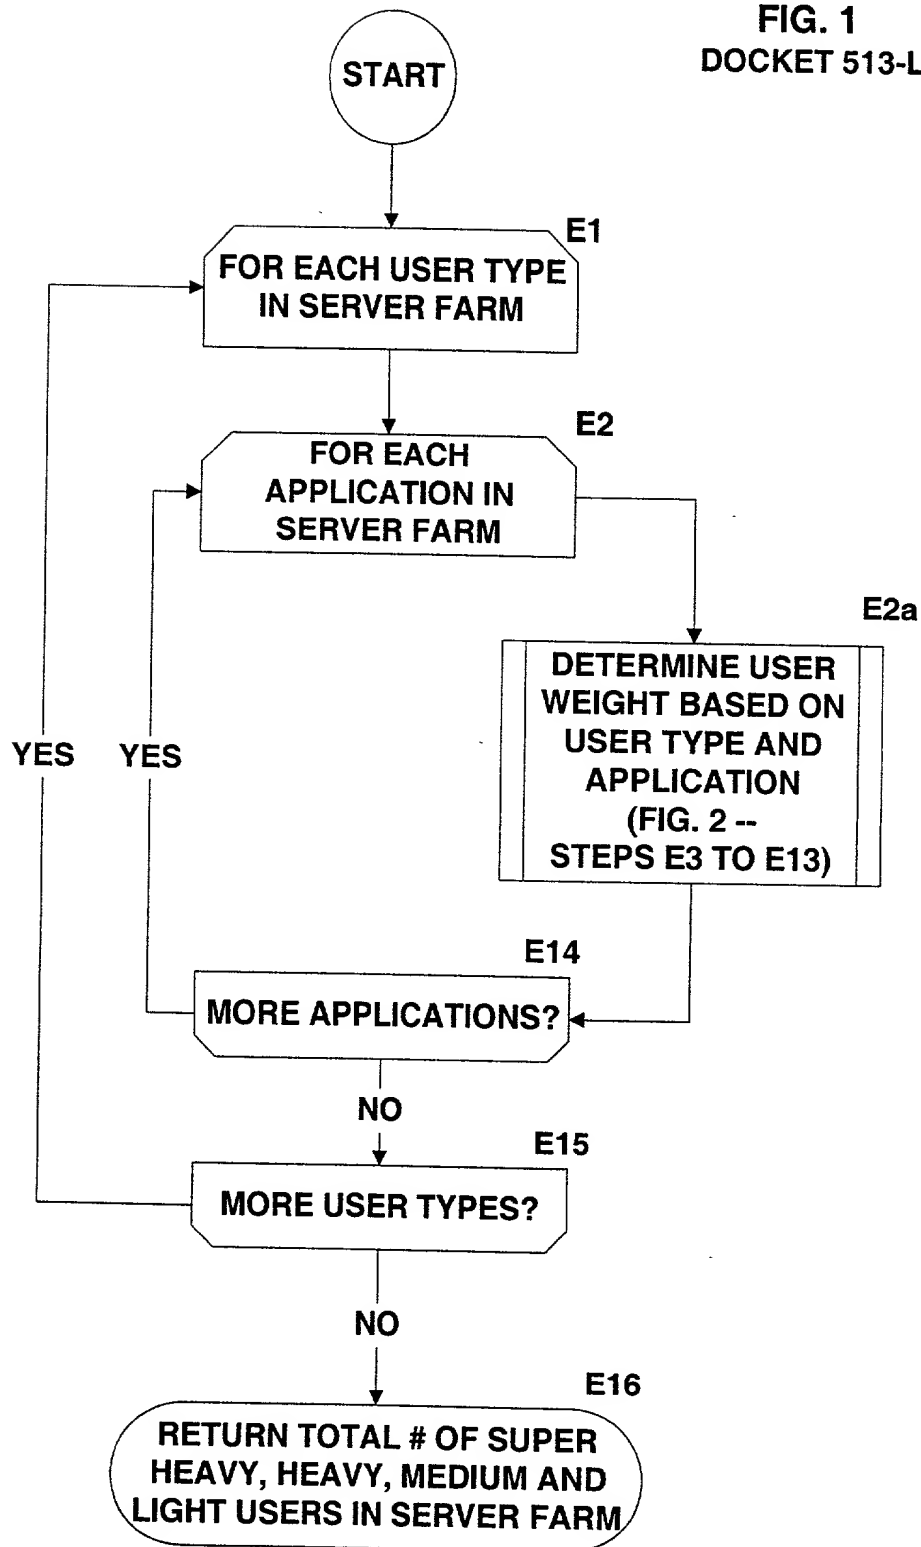 FIG. 1
DOCKET 513-L
START
E1
FOR EACH USER TYPE
IN SERVER FARM
E2
FOR EACH
APPLICATION IN
SERVER FARM
E2a
DETERMINE USER
WEIGHT BASED ON
USER TYPE AND
APPLICATION
(FIG. 2 --
STEPS E3 TO E13)
YES
YES
E14
MORE APPLICATIONS?
NO
E15
MORE USER TYPES?
NO
E16
RETURN TOTAL # OF SUPER
HEAVY, HEAVY, MEDIUM AND
LIGHT USERS IN SERVER FARM